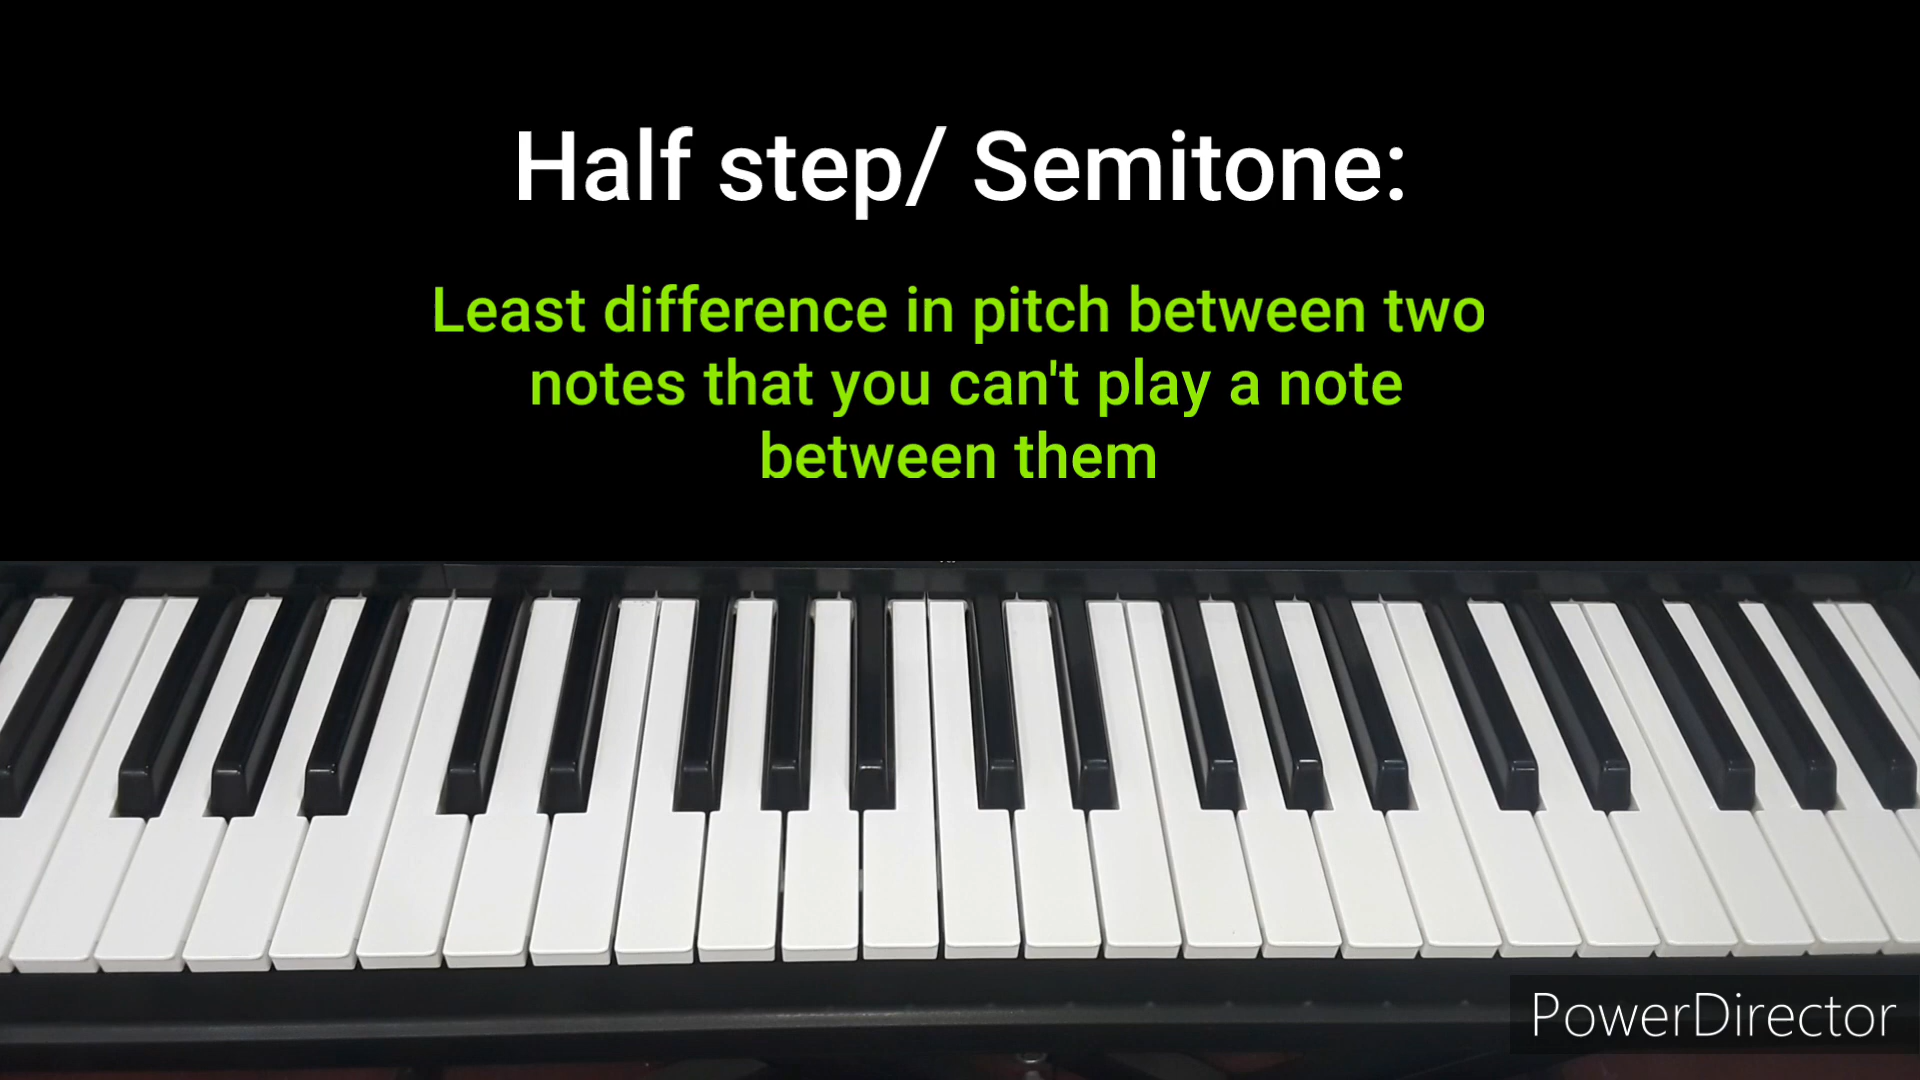 Half step/ Semitone:
Least difference in pitch between two
notes that you can't play a note
between them
PowerDirector